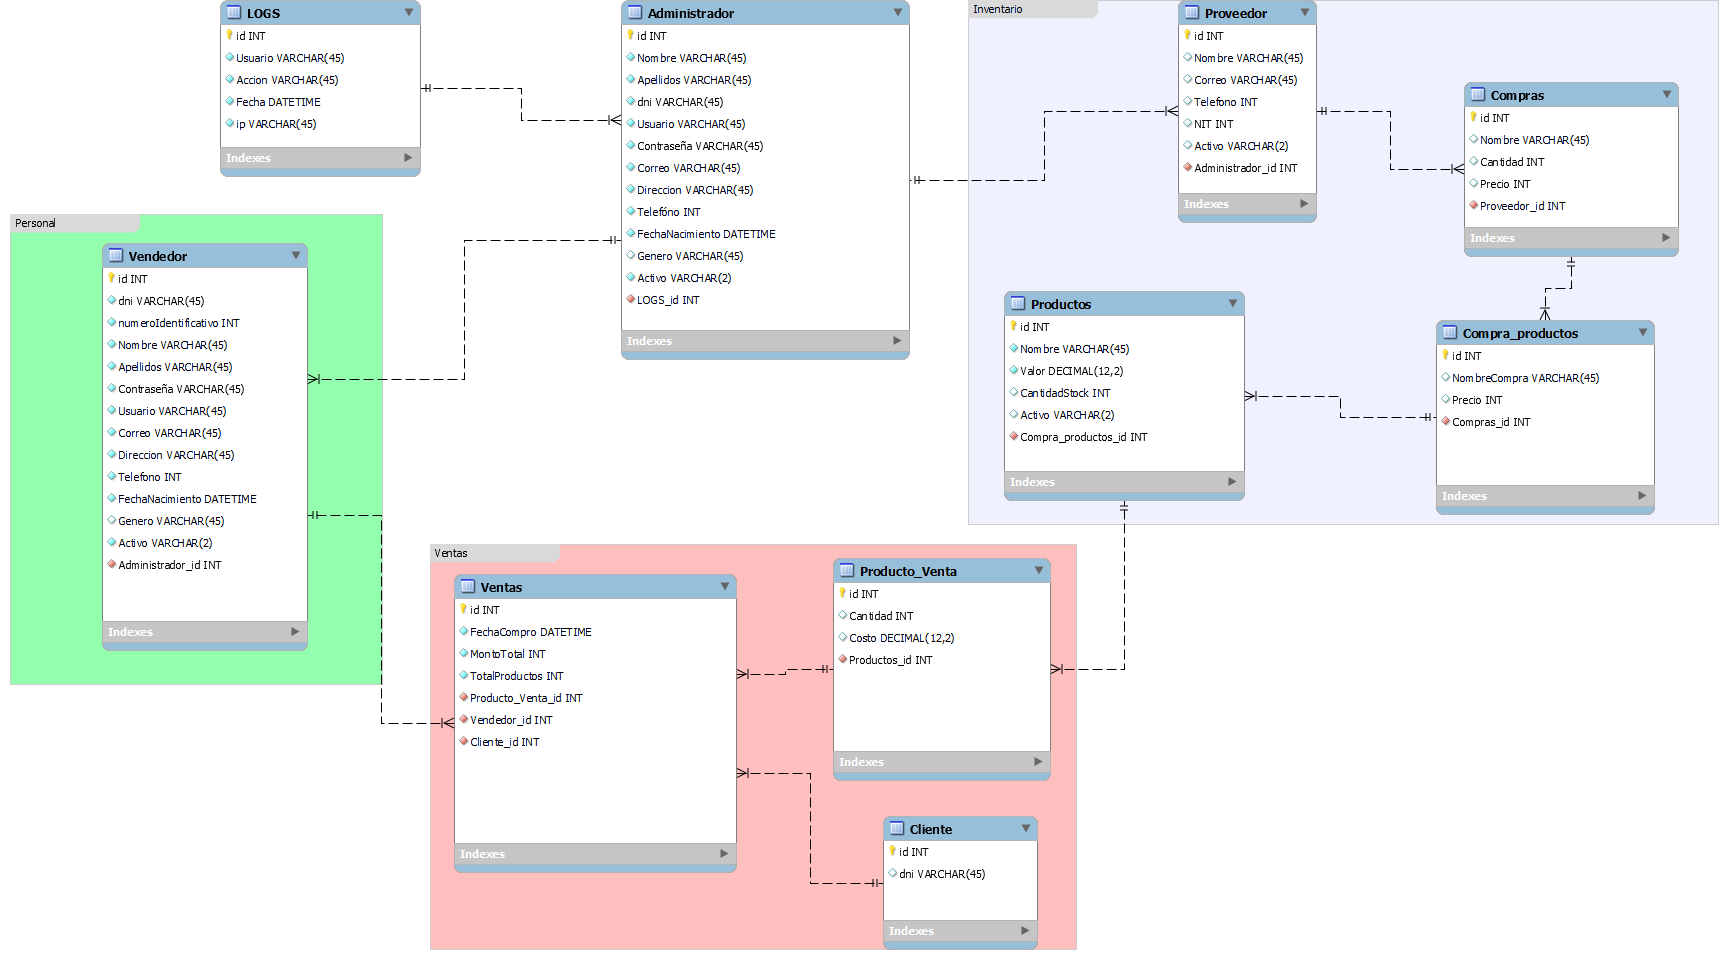 LOGS
id INT
Usuario VARCHAR(45)
Accion VARCHAR(45)
Fecha DATETIME
ip VARCHAR(45)
Indexes
Administrador
id INT
Nombre VARCHAR(45)
Apellidos VARCHAR(45)
dni VARCHAR(45)
Usuario VARCHAR(45)
Contraseña VARCHAR(45)
Correo VARCHAR(45)
Direccion VARCHAR(45)
Telefóno INT
FechaNacimiento DATETIME
Genero VARCHAR(45)
Activo VARCHAR(2)
LOGS_id INT
Indexes
Inventario
Proveedor
id INT
Nombre VARCHAR(45)
Correo VARCHAR(45)
Telefono INT
NIT INT
Activo VARCHAR(2)
Administrador_id INT
Indexes
Compras
id INT
Nombre VARCHAR(45)
Cantidad INT
Precio INT
Proveedor_id INT
Indexes
Productos
id INT
Nombre VARCHAR(45)
Valor DECIMAL(12,2)
CantidadStock INT
Activo VARCHAR(2)
Compra_productos_id INT
Indexes
Compra_productos
id INT
NombreCompra VARCHAR(45)
Precio INT
Compras_id INT
Indexes
Personal
Vendedor
id INT
dni VARCHAR(45)
numeroIdentificativo INT
Nombre VARCHAR(45)
Apellidos VARCHAR(45)
Contraseña VARCHAR(45)
Usuario VARCHAR(45)
Correo VARCHAR(45)
Direccion VARCHAR(45)
Telefono INT
FechaNacimiento DATETIME
Genero VARCHAR(45)
Activo VARCHAR(2)
Administrador_id INT
Indexes
Ventas
Ventas
id INT
FechaCompro DATETIME
MontoTotal INT
TotalProductos INT
Producto_Venta_id INT
Vendedor_id INT
Cliente_id INT
Indexes
Producto_Venta
id INT
Cantidad INT
Costo DECIMAL(12,2)
Productos_id INT
Indexes
Cliente
id INT
dni VARCHAR(45)
Indexes